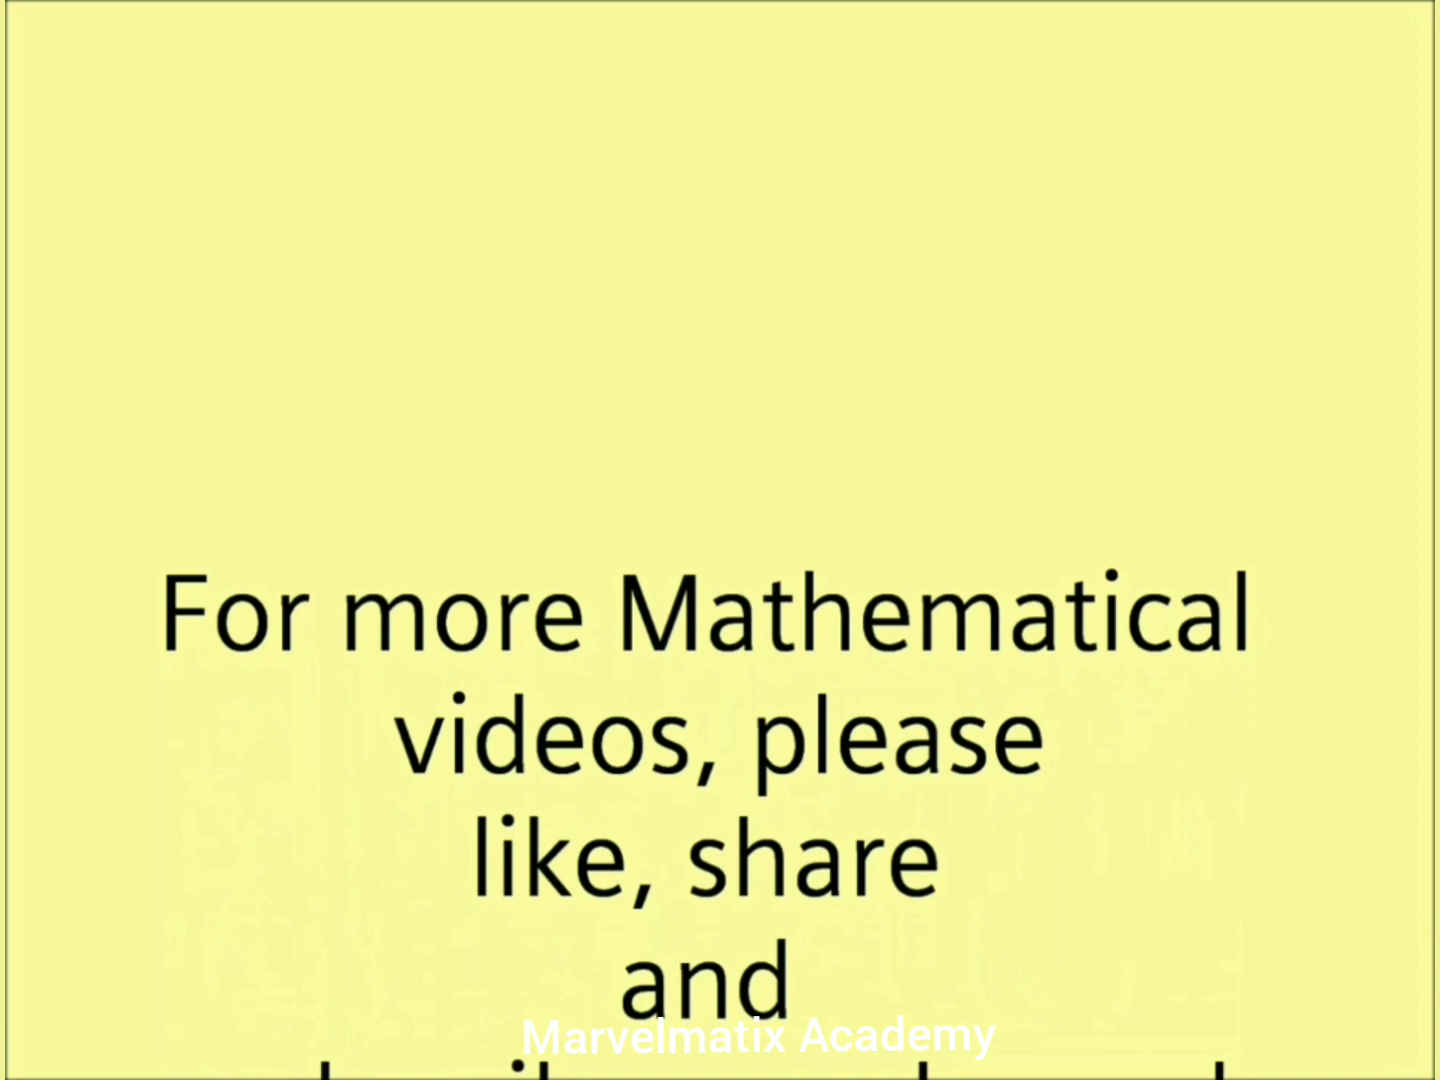 For more Mathematical
videos, please
like, share
and
Marvelmatix Academy